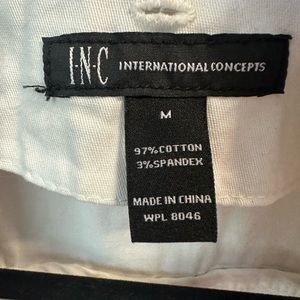 I·N·C INTERNATIONAL CONCEPTS
M
97%COTTON
3%SPANDEX
MADE IN CHINA
WPL 8046